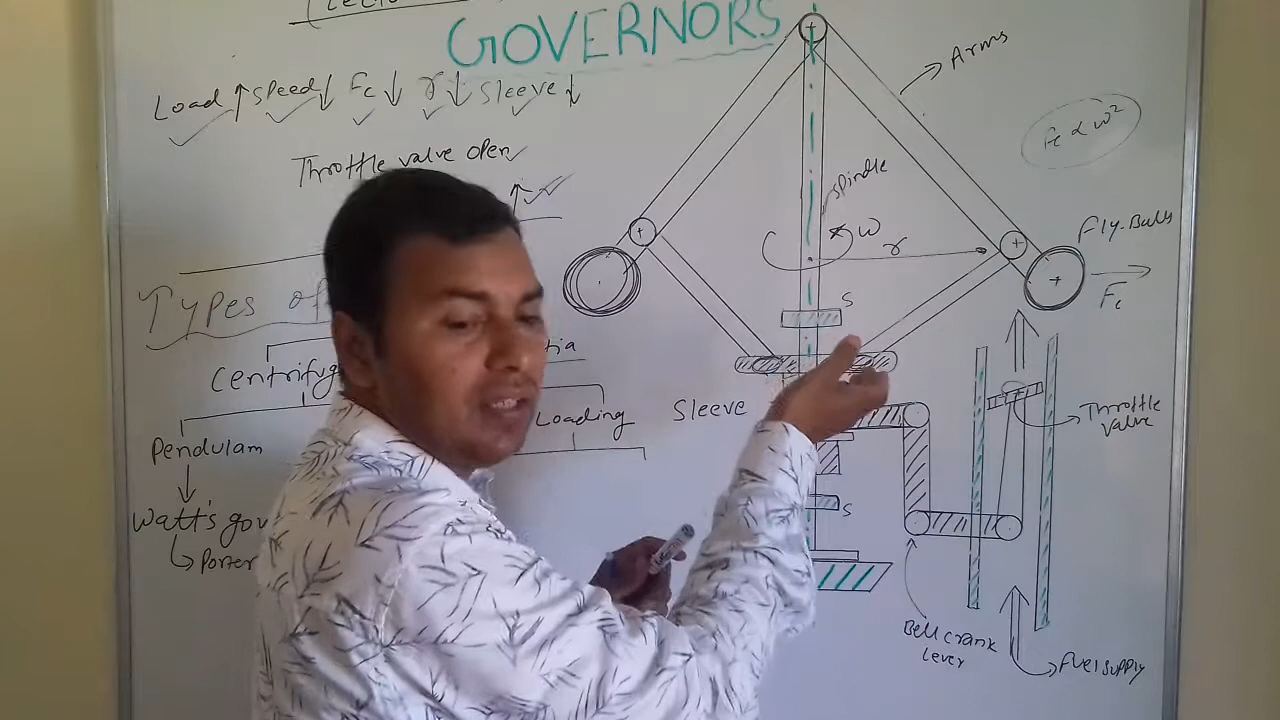 GOVERNORS
Load ↑ Speed ↓ Fc ↓ r ↓ Sleeve ↓
Throttle valve open
Arms
Fc ∝ ω²
spindle
ω
r
Fly-Balls
Fc
S
Types of
Centrifug
tia
Pendulam
Loading
Watt's gov
Porter
Sleeve
Throttle
valve
S
Bell crank
lever
Fuel supply